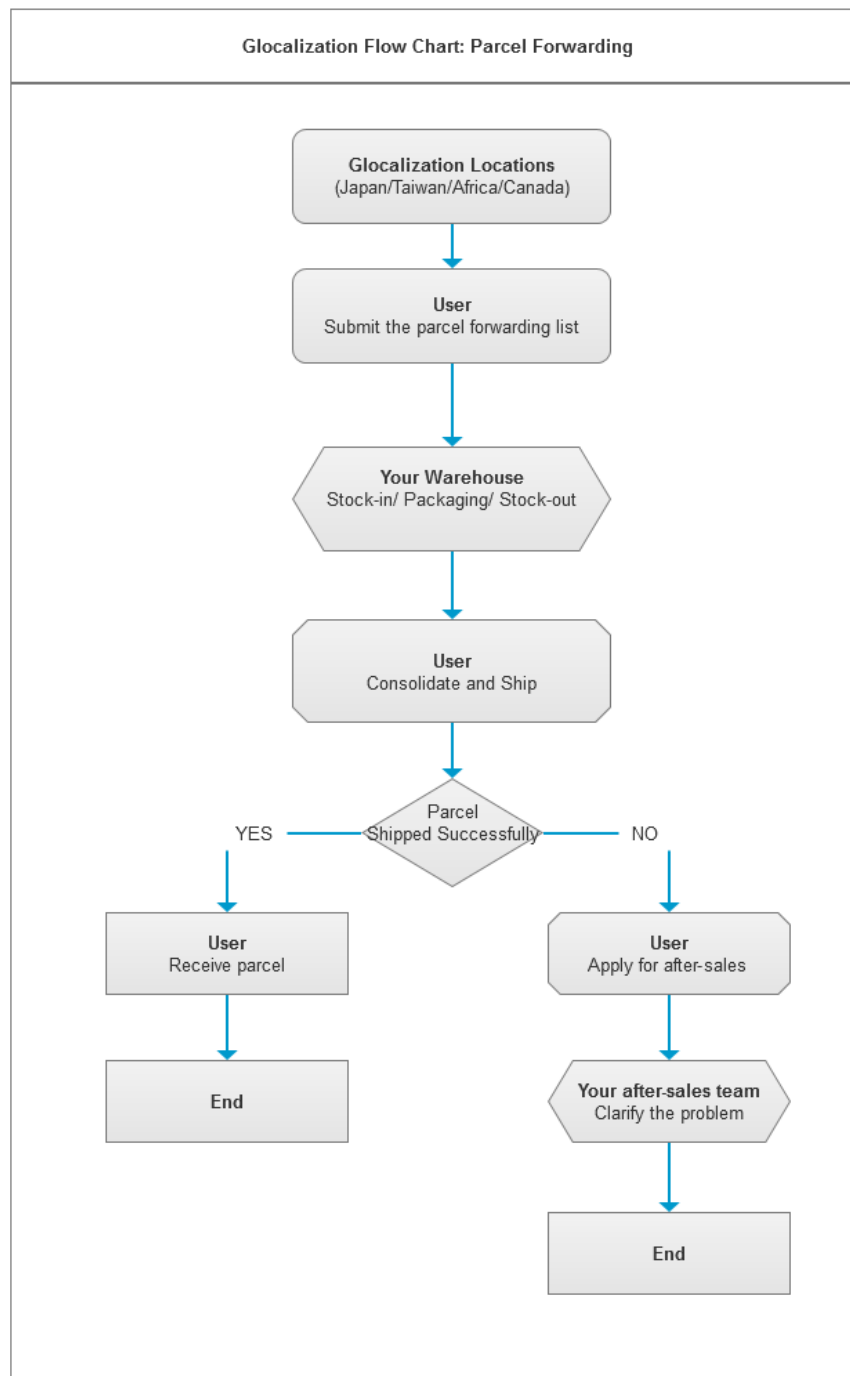 Glocalization Flow Chart: Parcel Forwarding
Glocalization Locations
(Japan/Taiwan/Africa/Canada)
User
Submit the parcel forwarding list
Your Warehouse
Stock-in/ Packaging/ Stock-out
User
Consolidate and Ship
Parcel
Shipped Successfully
YES
NO
User
Receive parcel
User
Apply for after-sales
End
Your after-sales team
Clarify the problem
End